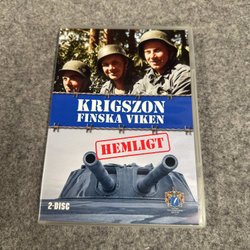 KRIGSZON
FINSKA VIKEN
HEMLIGT
2-DISC